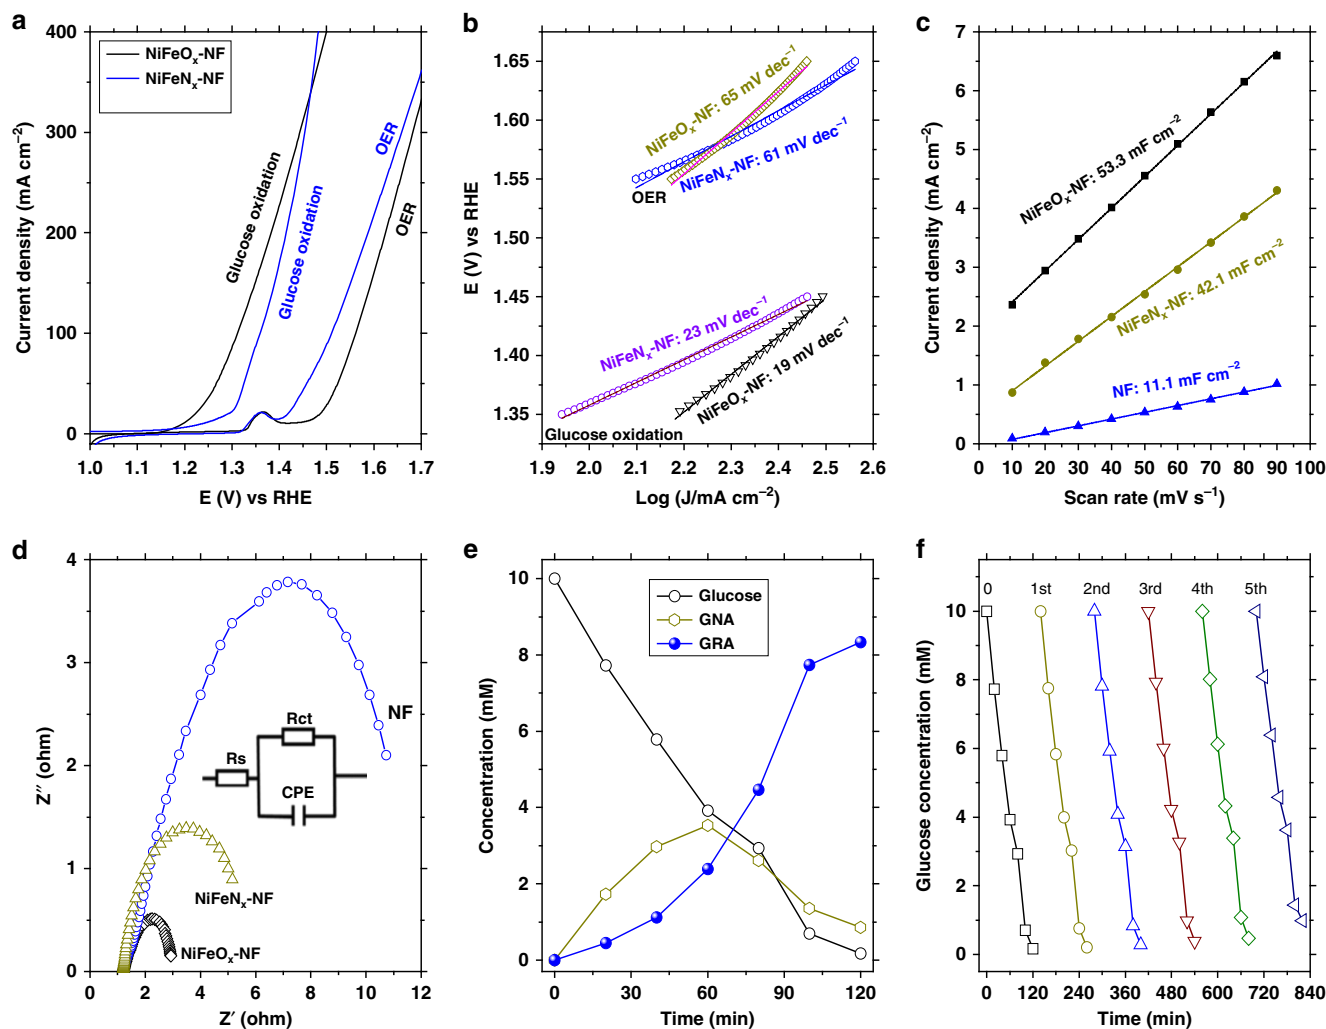 a
400
300
200
100
0
Current density (mA cm⁻²)
NiFeOₓ-NF
NiFeNₓ-NF
Glucose oxidation
Glucose oxidation
OER
OER
1.0 1.1 1.2 1.3 1.4 1.5 1.6 1.7
E (V) vs RHE
b
1.65
1.60
1.55
1.50
1.45
1.40
1.35
E (V) vs RHE
NiFeOₓ-NF: 65 mV dec⁻¹
NiFeNₓ-NF: 61 mV dec⁻¹
OER
NiFeNₓ-NF: 23 mV dec⁻¹
NiFeOₓ-NF: 19 mV dec⁻¹
Glucose oxidation
1.9 2.0 2.1 2.2 2.3 2.4 2.5 2.6
Log (J/mA cm⁻²)
c
7
6
5
4
3
2
1
0
Current density (mA cm⁻²)
NiFeOₓ-NF: 53.3 mF cm⁻²
NiFeNₓ-NF: 42.1 mF cm⁻²
NF: 11.1 mF cm⁻²
0 10 20 30 40 50 60 70 80 90 100
Scan rate (mV s⁻¹)
d
4
3
2
1
0
Z″ (ohm)
NF
Rct
Rs
CPE
NiFeNₓ-NF
NiFeOₓ-NF
0 2 4 6 8 10 12
Z′ (ohm)
e
10
8
6
4
2
0
Concentration (mM)
Glucose
GNA
GRA
0 30 60 90 120
Time (min)
f
0 1st 2nd 3rd 4th 5th
10
8
6
4
2
0
Glucose concentration (mM)
0 120 240 360 480 600 720 840
Time (min)